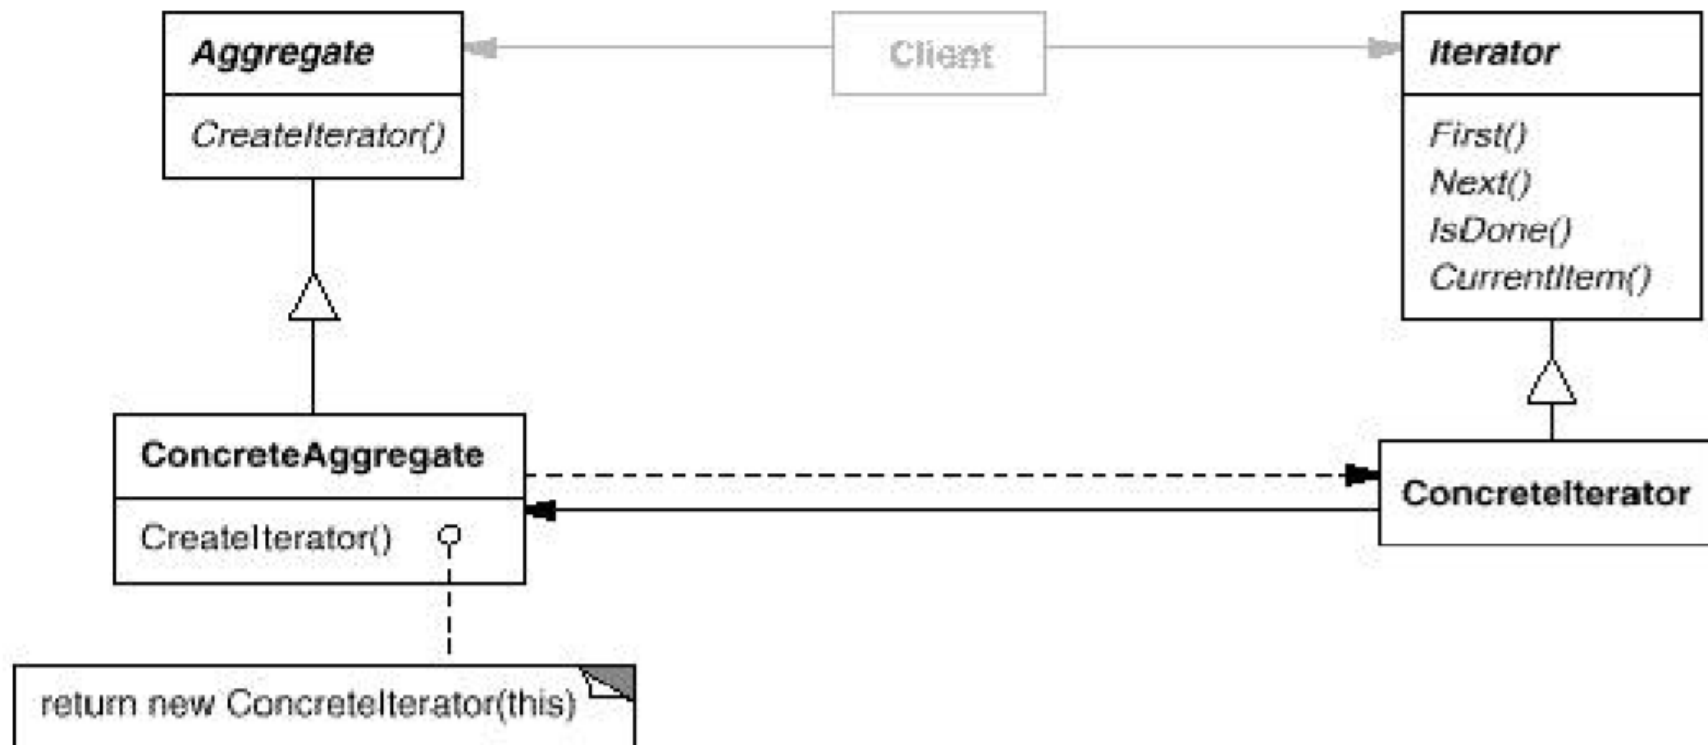 Aggregate
CreateIterator()
Client
Iterator
First()
Next()
IsDone()
CurrentItem()
ConcreteAggregate
CreateIterator()
ConcreteIterator
return new ConcreteIterator(this)